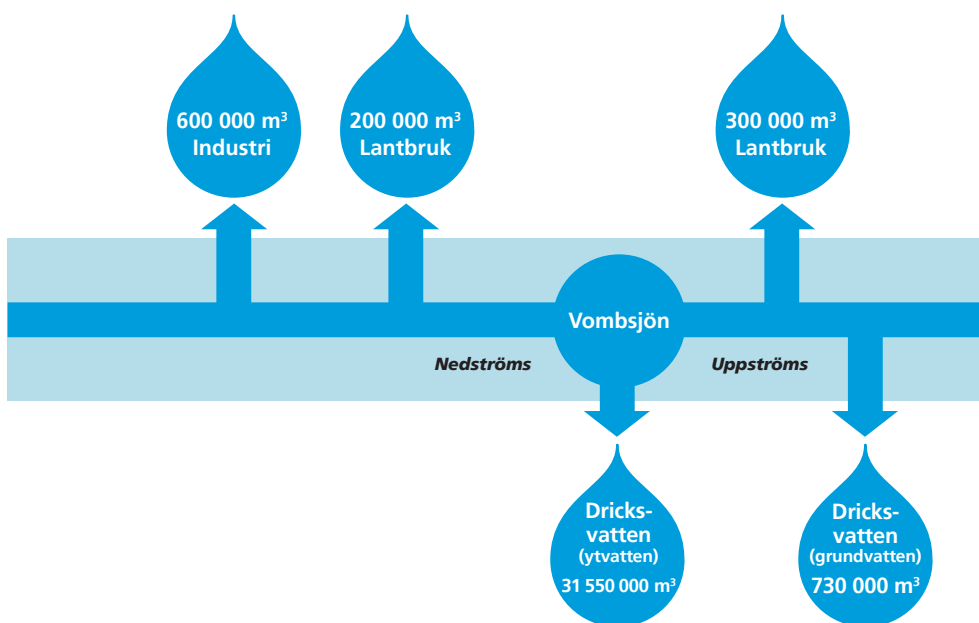 600 000 m³
Industri
200 000 m³
Lantbruk
300 000 m³
Lantbruk
Vombsjön
Nedströms
Uppströms
Dricks-
vatten
(ytvatten)
31 550 000 m³
Dricks-
vatten
(grundvatten)
730 000 m³